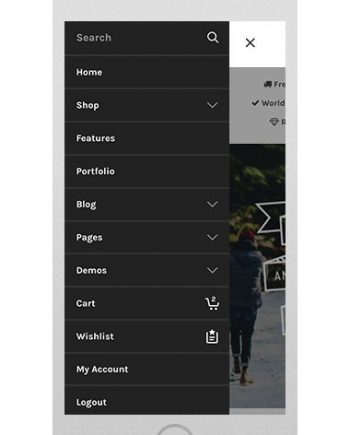 Search
Home
Shop
Features
Portfolio
Blog
Pages
Demos
Cart
2
Wishlist
My Account
Logout
Fre
World
R
AN